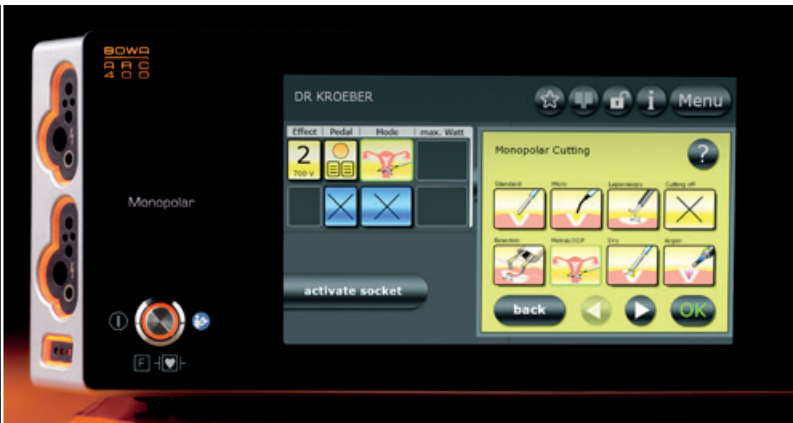 BOWA
ARC
400
DR KROEBER
i Menu
Effect Pedal Mode max. Watt
2
700 V
Monopolar Cutting
?
Standard Micro Laparoscopy Cutting off
Resection MetraLOOP Dry Argon
Monopolar
activate socket
back OK
F